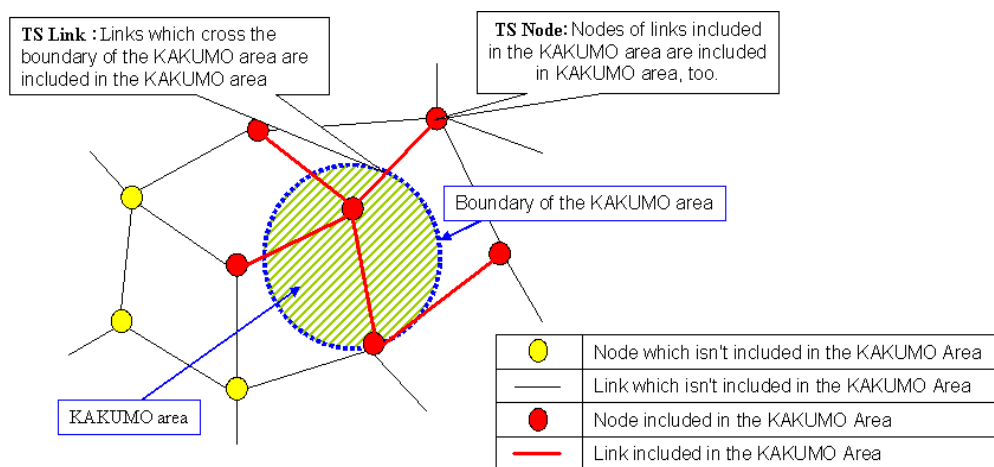 TS Link : Links which cross the
boundary of the KAKUMO area are
included in the KAKUMO area
TS Node: Nodes of links included
in the KAKUMO area are included
in KAKUMO area, too.
Boundary of the KAKUMO area
KAKUMO area
Node which isn't included in the KAKUMO Area
Link which isn't included in the KAKUMO Area
Node included in the KAKUMO Area
Link included in the KAKUMO Area